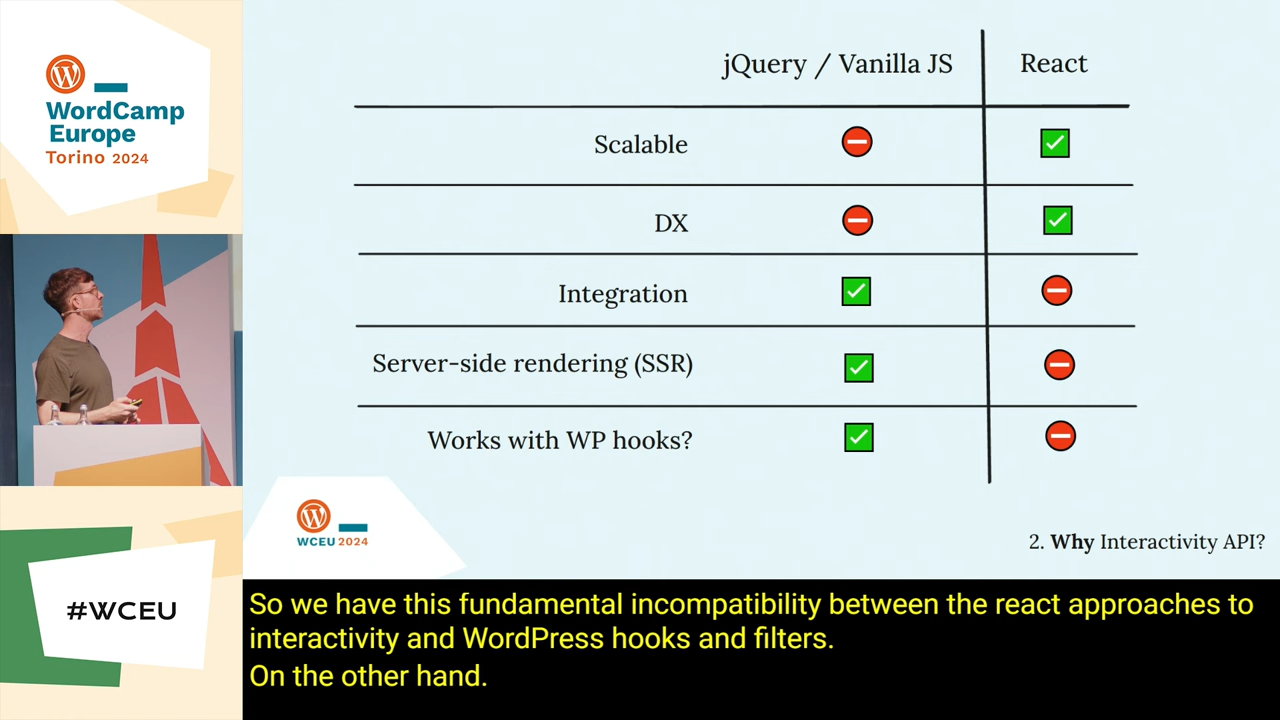 WordCamp
Europe
Torino 2024
jQuery / Vanilla JS React
Scalable
DX
Integration
Server-side rendering (SSR)
Works with WP hooks?
WCEU 2024
2. Why Interactivity API?
#WCEU
So we have this fundamental incompatibility between the react approaches to
interactivity and WordPress hooks and filters.
On the other hand.